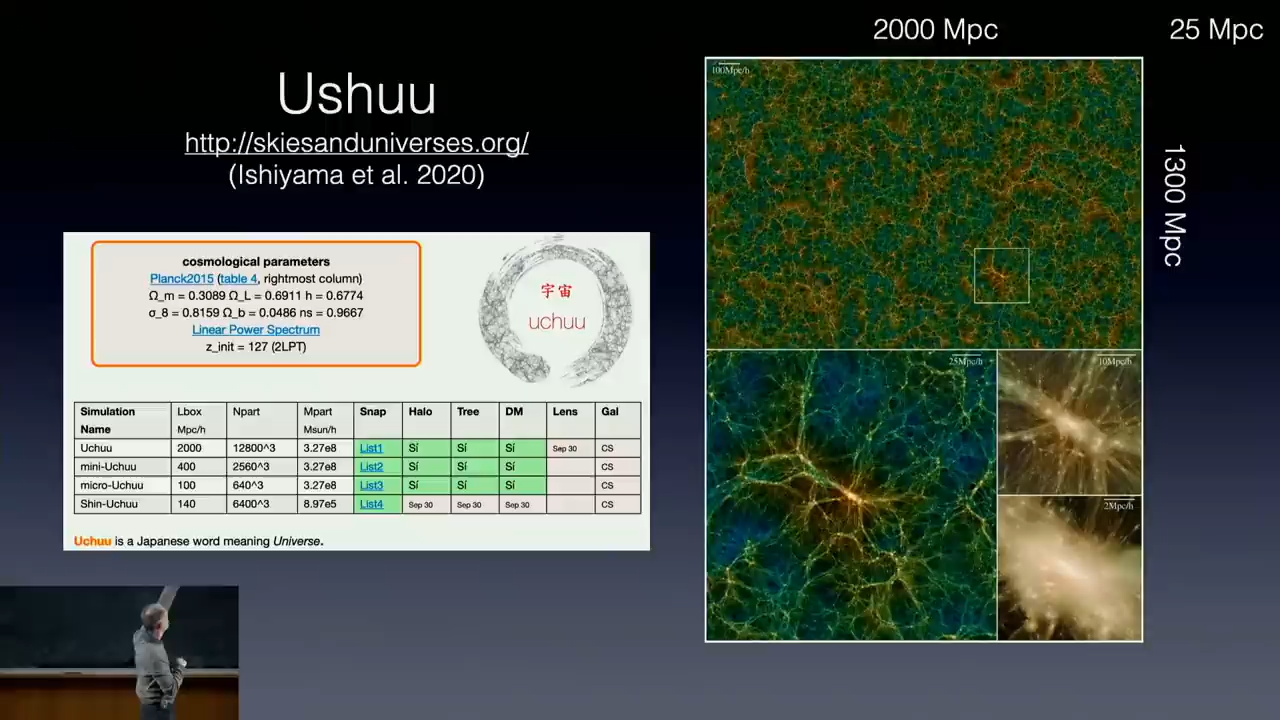 2000 Mpc
25 Mpc
Ushuu
http://skiesanduniverses.org/
(Ishiyama et al. 2020)
1300 Mpc
cosmological parameters
Planck2015 (table 4, rightmost column)
Ω_m = 0.3089 Ω_L = 0.6911 h = 0.6774
σ_8 = 0.8159 Ω_b = 0.0486 ns = 0.9667
Linear Power Spectrum
z_init = 127 (2LPT)
宇宙
uchuu
Simulation Name Lbox Mpc/h Npart Mpart Msun/h Snap Halo Tree DM Lens Gal
Uchuu 2000 12800^3 3.27e8 List1 Sí Sí Sí Sep 30 CS
mini-Uchuu 400 2560^3 3.27e8 List2 Sí Sí Sí CS
micro-Uchuu 100 640^3 3.27e8 List3 Sí Sí Sí CS
Shin-Uchuu 140 6400^3 8.97e5 List4 Sep 30 Sep 30 Sep 30 CS
Uchuu is a Japanese word meaning Universe.
100Mpc/h
25Mpc/h
10Mpc/h
2Mpc/h